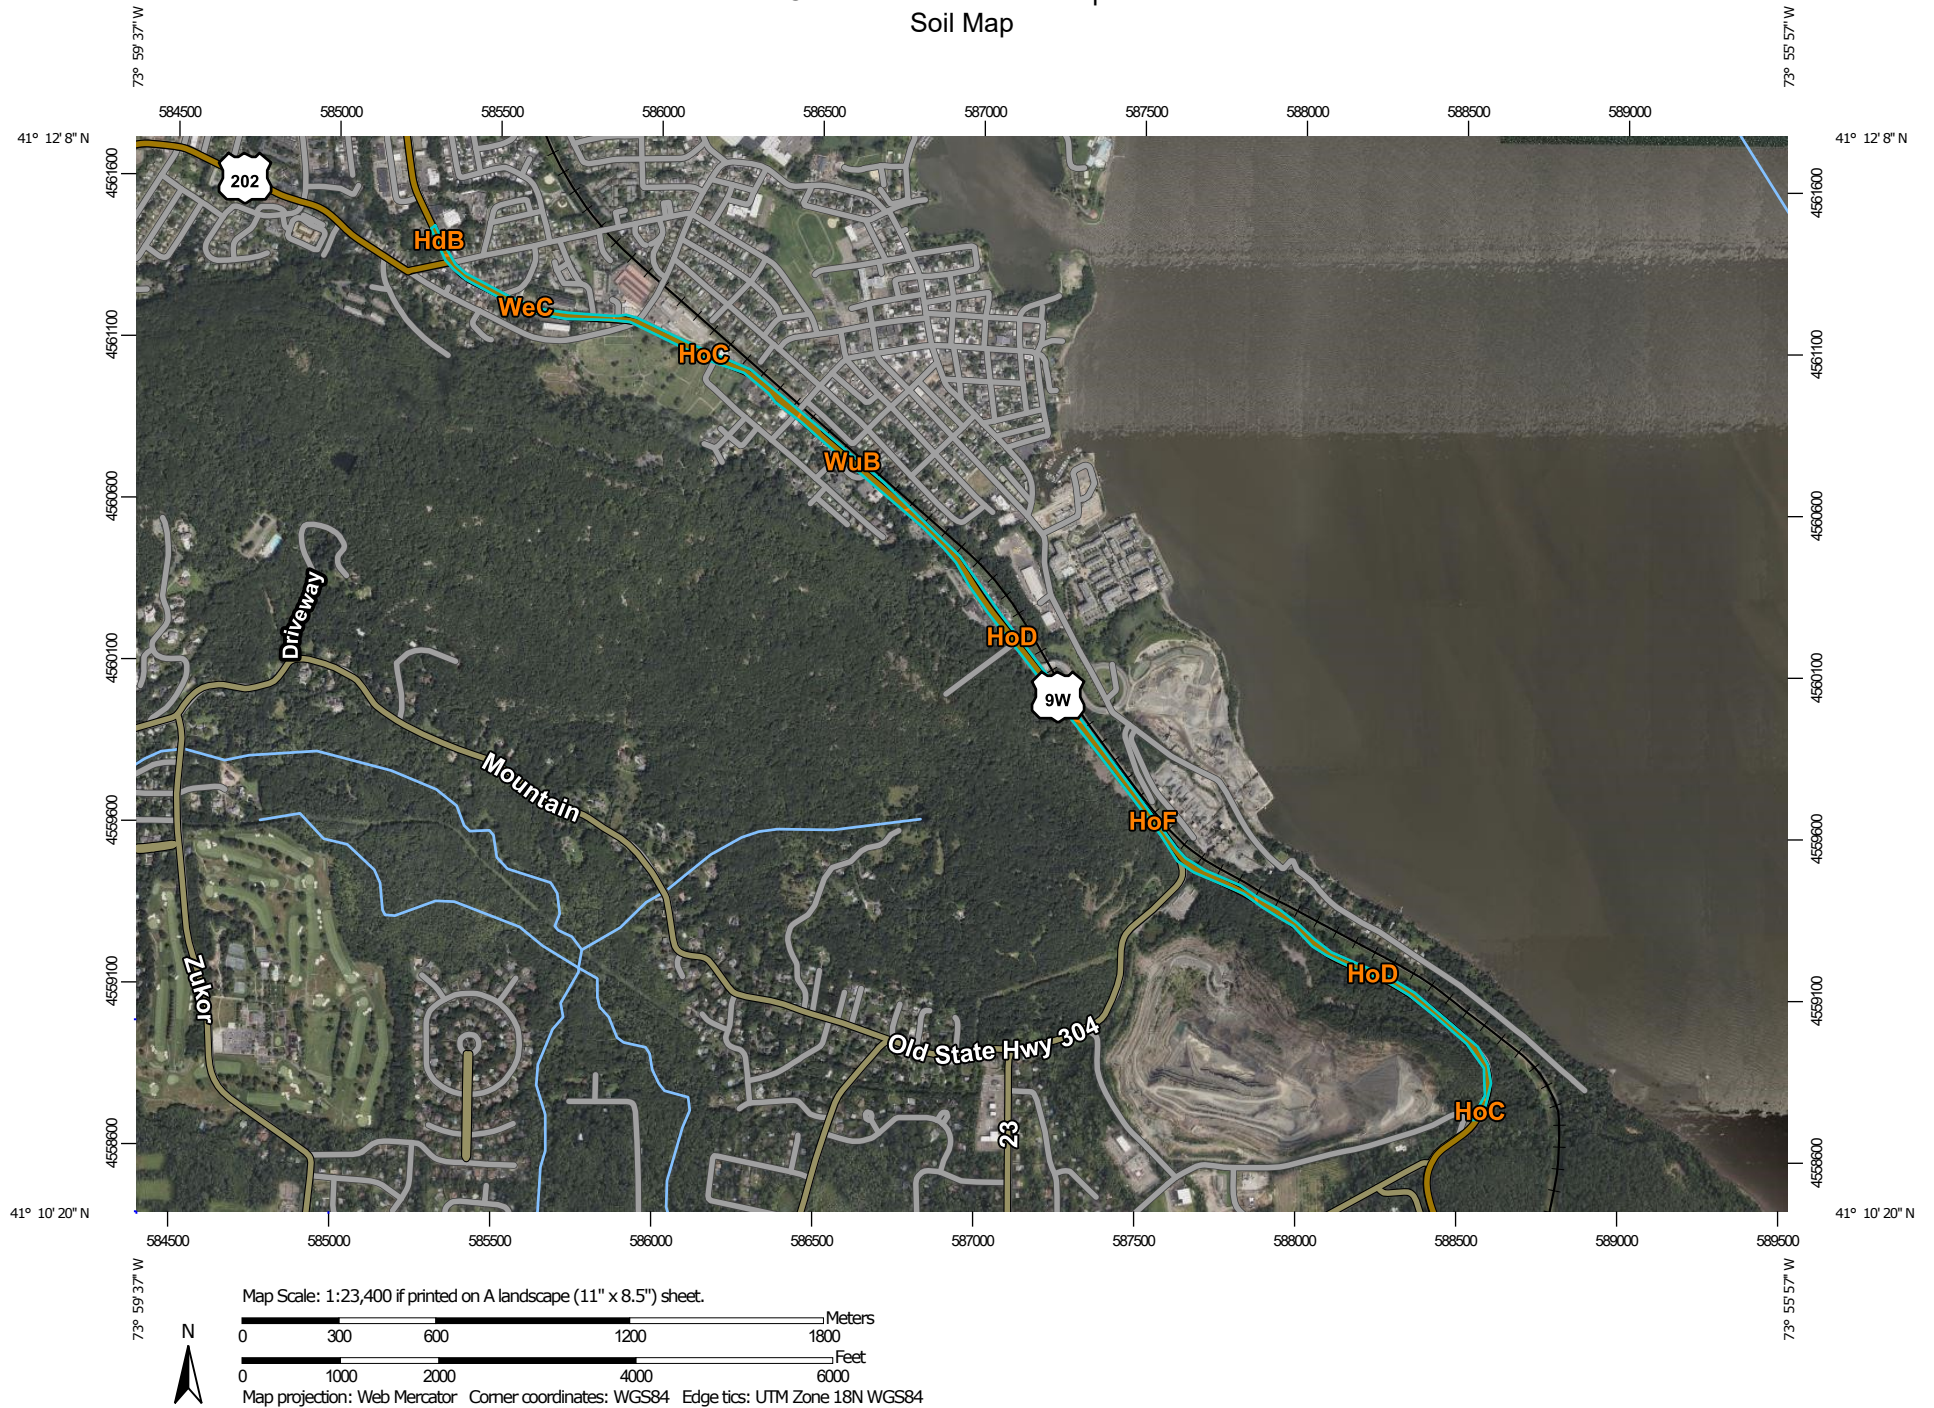 Soil Map
73° 59' 37" W
73° 55' 57" W
584500 585000 585500 586000 586500 587000 587500 588000 588500 589000
41° 12' 8" N
41° 12' 8" N
4561600
4561100
4560600
4560100
4559600
4559100
4558600
4561600
4561100
4560600
4560100
4559600
4559100
4558600
202
HdB
WeC
HoC
WuB
HoD
9W
HoF
HoD
HoC
Driveway
Mountain
Zukor
Old State Hwy 304
23
41° 10' 20" N
41° 10' 20" N
584500 585000 585500 586000 586500 587000 587500 588000 588500 589000 589500
73° 59' 37" W
73° 55' 57" W
Map Scale: 1:23,400 if printed on A landscape (11" x 8.5") sheet.
N
Meters
0 300 600 1200 1800
Feet
0 1000 2000 4000 6000
Map projection: Web Mercator Corner coordinates: WGS84 Edge tics: UTM Zone 18N WGS84